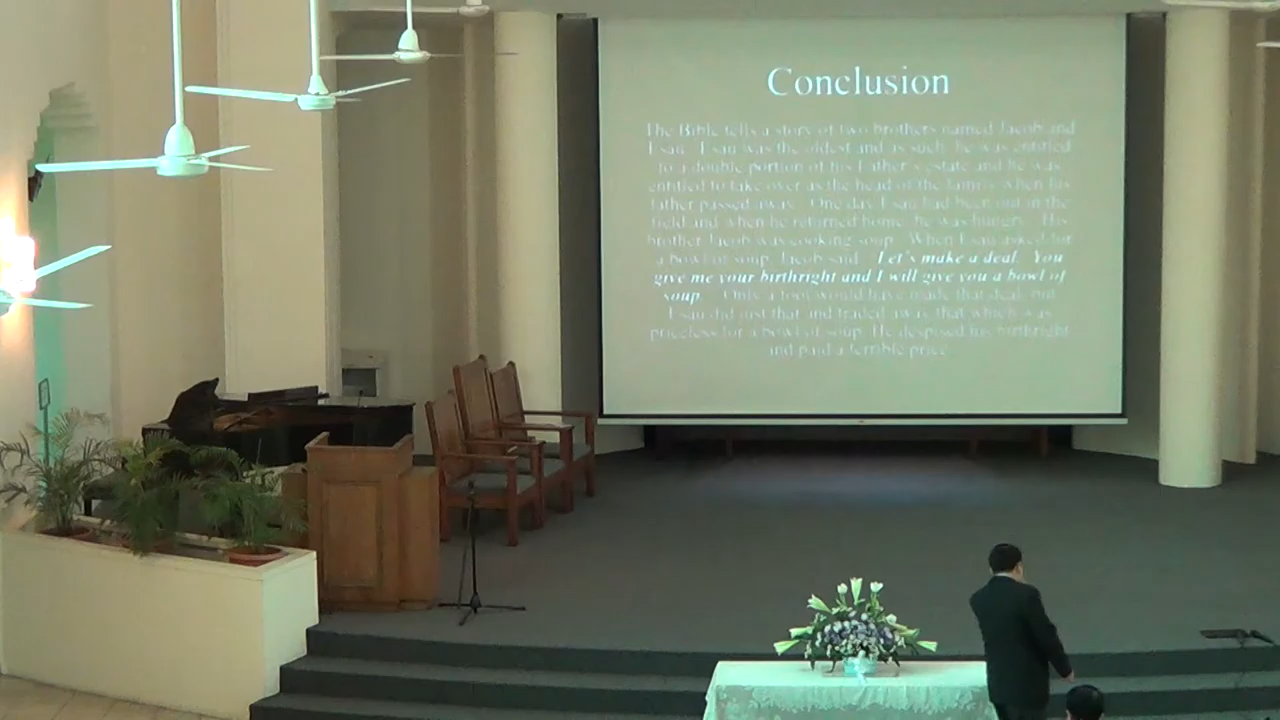 Conclusion
The Bible tells a story of two brothers named Jacob and
Esau. Esau was the oldest and as such, he was entitled
to a double portion of his Father's estate and he was
entitled to take over as the head of the family when his
father passed away. One day Esau had been out in the
field and when he returned home, he was hungry. His
brother Jacob was cooking soup. When Esau asked for
a bowl of soup, Jacob said, Let's make a deal. You
give me your birthright and I will give you a bowl of
soup. Only a fool would have made that deal, but
Esau did just that and traded away that which was
priceless for a bowl of soup. He despised his birthright
and paid a terrible price.